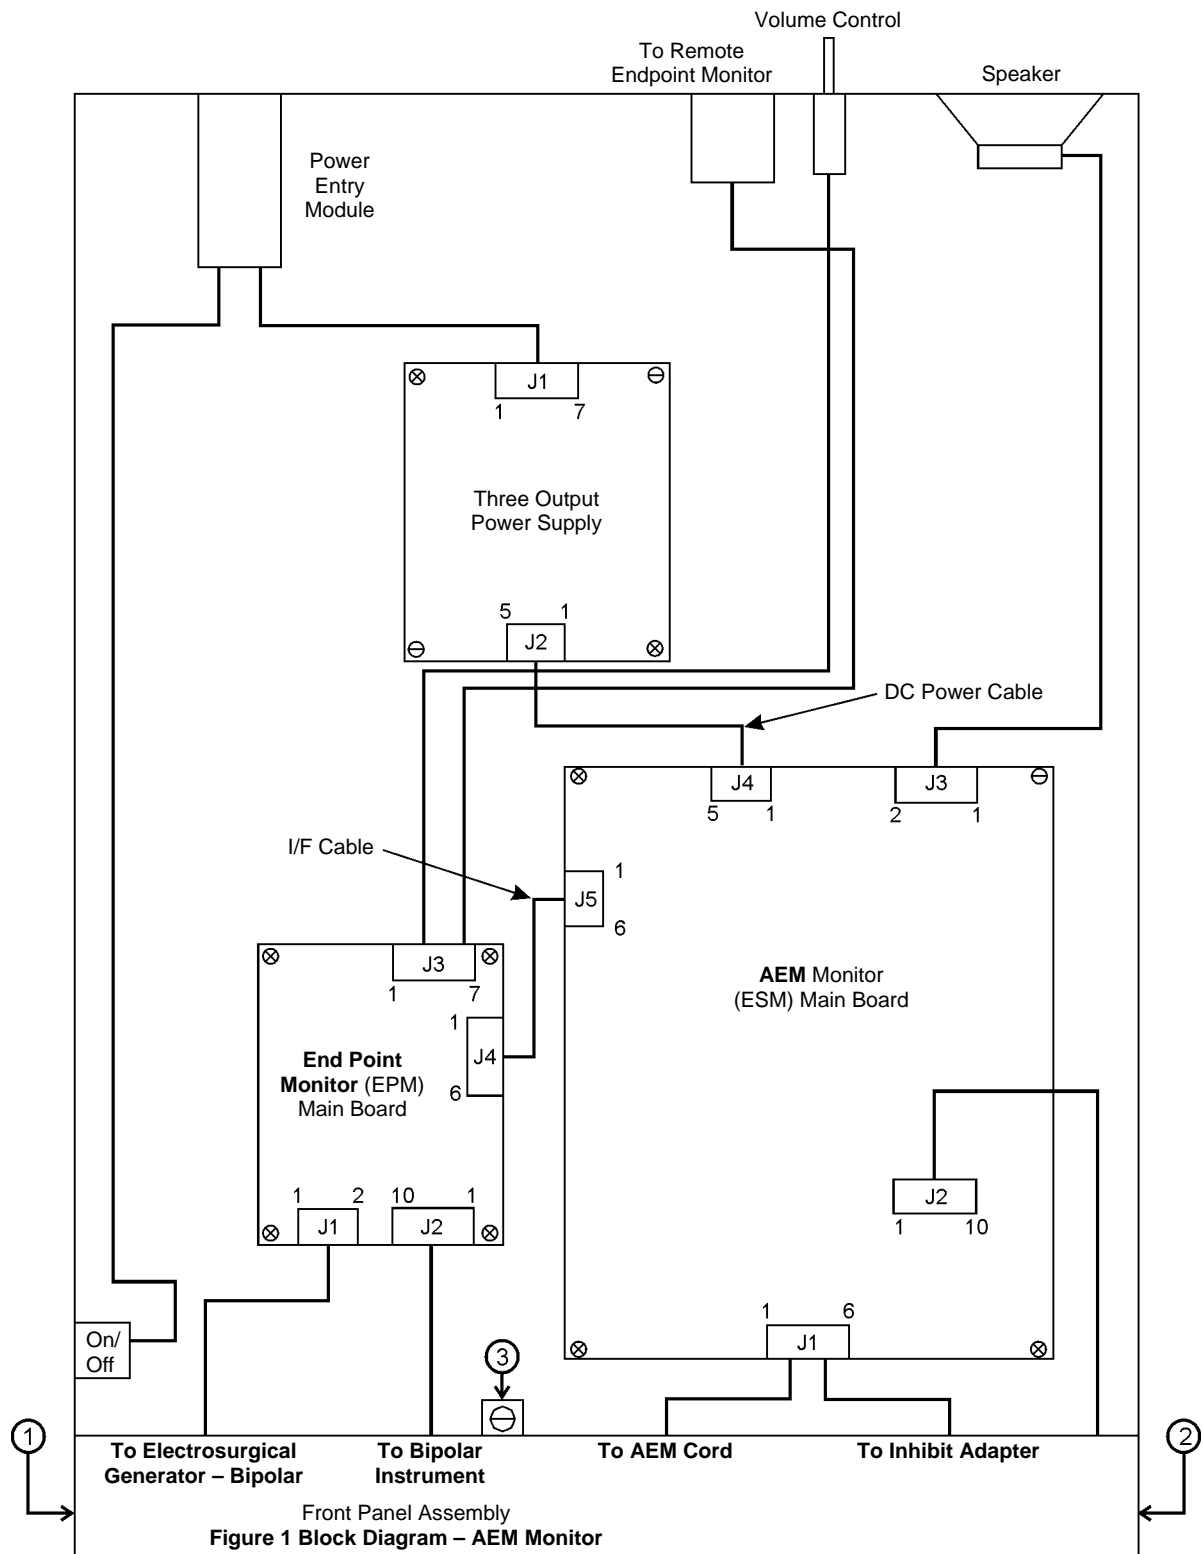 Volume Control
To Remote
Endpoint Monitor
Speaker
Power
Entry
Module
J1
1 7
Three Output
Power Supply
5 1
J2
DC Power Cable
J4
5 1
J3
2 1
I/F Cable
1
J5
6
AEM Monitor
(ESM) Main Board
J3
1 7
1
J4
6
End Point
Monitor (EPM)
Main Board
1 2
J1
10 1
J2
J2
1 10
1 6
J1
On/
Off
3
1
2
To Electrosurgical
Generator – Bipolar
To Bipolar
Instrument
To AEM Cord
To Inhibit Adapter
Front Panel Assembly
Figure 1 Block Diagram – AEM Monitor